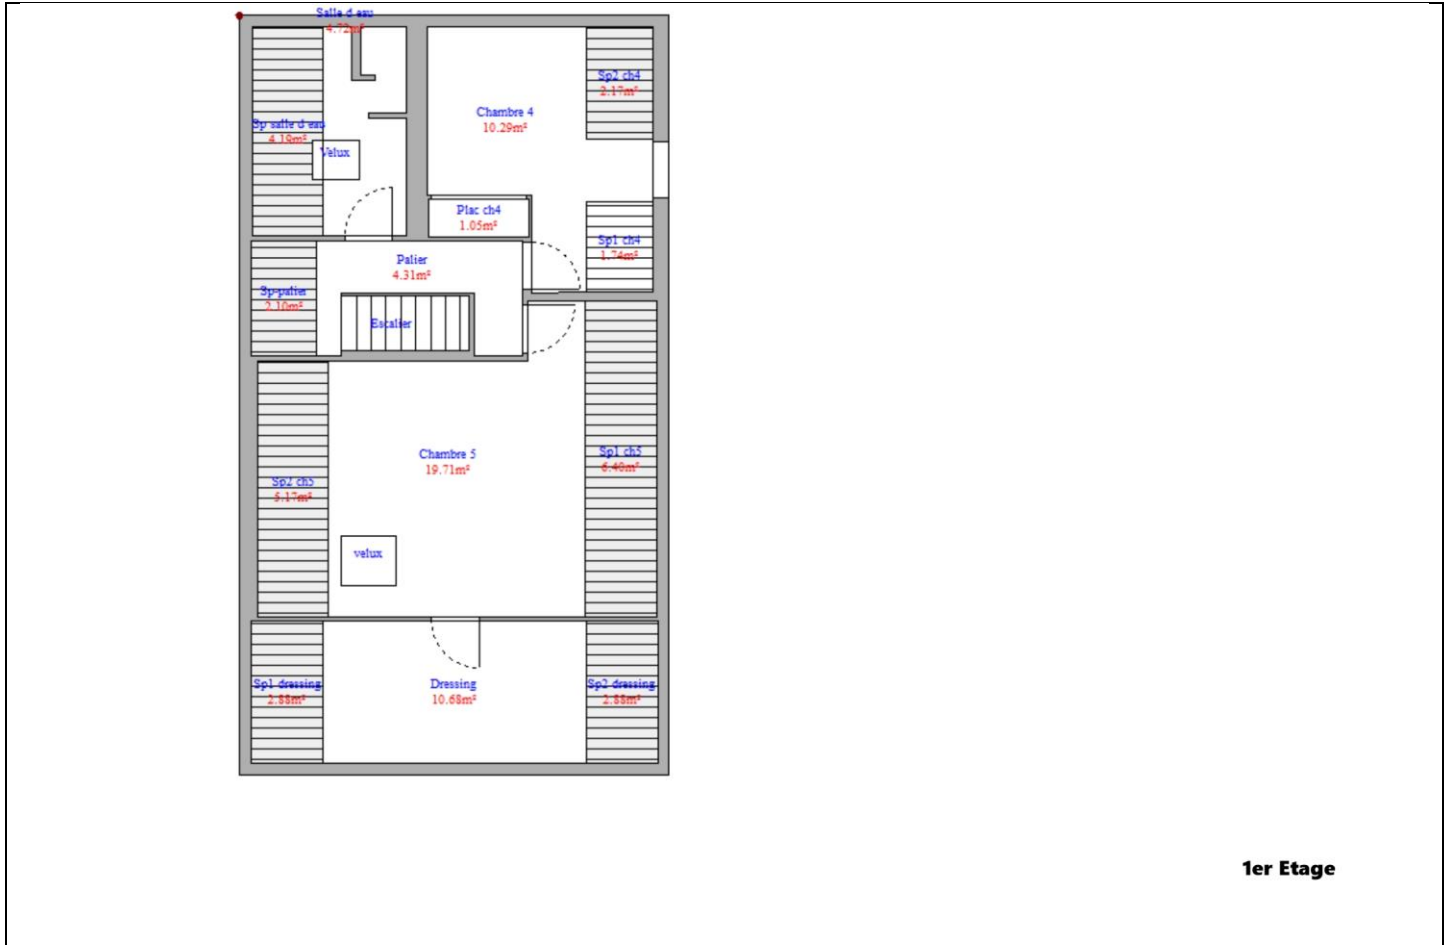 Salle d eau
4.72m²
Sp2 ch4
2.17m²
Chambre 4
10.29m²
Sp salle d eau
4.19m²
Velux
Plac ch4
1.05m²
Sp1 ch4
1.74m²
Palier
4.31m²
Sp-palier
2.10m²
Escalier
Chambre 5
19.71m²
Sp1 ch5
6.40m²
Sp2 ch5
5.17m²
velux
Sp1 dressing
2.88m²
Dressing
10.68m²
Sp2 dressing
2.88m²
1er Etage